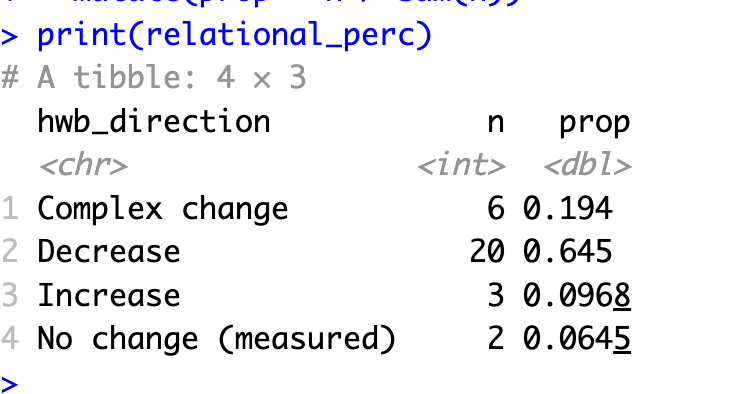 > print(relational_perc)
# A tibble: 4 × 3
hwb_direction n prop
<chr> <int> <dbl>
1 Complex change 6 0.194
2 Decrease 20 0.645
3 Increase 3 0.0968
4 No change (measured) 2 0.0645
>